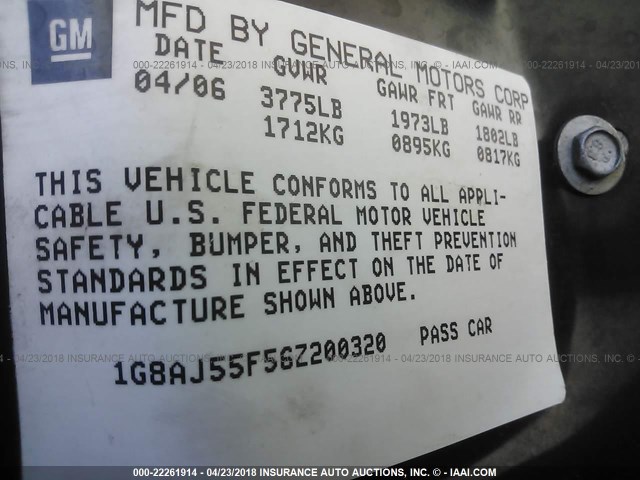 GM
MFD BY GENERAL MOTORS CORP
DATE GVWR GAWR FRT GAWR RR
04/06 3775LB 1973LB 1802LB
1712KG 0895KG 0817KG
THIS VEHICLE CONFORMS TO ALL APPLI-
CABLE U.S. FEDERAL MOTOR VEHICLE
SAFETY, BUMPER, AND THEFT PREVENTION
STANDARDS IN EFFECT ON THE DATE OF
MANUFACTURE SHOWN ABOVE.
1G8AJ55F56Z200320 PASS CAR
000-22261914 - 04/23/2018 INSURANCE AUTO AUCTIONS, INC. - © IAAI.COM